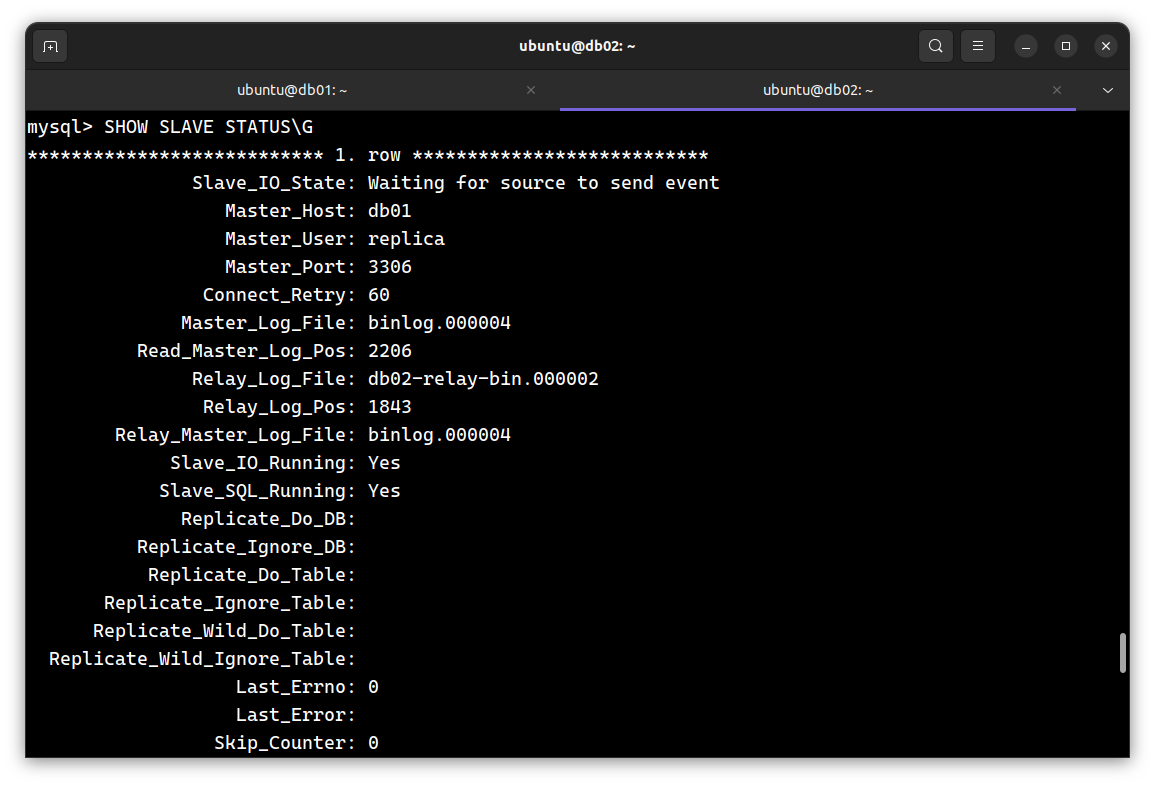 ubuntu@db02: ~
ubuntu@db01: ~
ubuntu@db02: ~
mysql> SHOW SLAVE STATUS\G
*************************** 1. row ***************************
Slave_IO_State: Waiting for source to send event
Master_Host: db01
Master_User: replica
Master_Port: 3306
Connect_Retry: 60
Master_Log_File: binlog.000004
Read_Master_Log_Pos: 2206
Relay_Log_File: db02-relay-bin.000002
Relay_Log_Pos: 1843
Relay_Master_Log_File: binlog.000004
Slave_IO_Running: Yes
Slave_SQL_Running: Yes
Replicate_Do_DB:
Replicate_Ignore_DB:
Replicate_Do_Table:
Replicate_Ignore_Table:
Replicate_Wild_Do_Table:
Replicate_Wild_Ignore_Table:
Last_Errno: 0
Last_Error:
Skip_Counter: 0